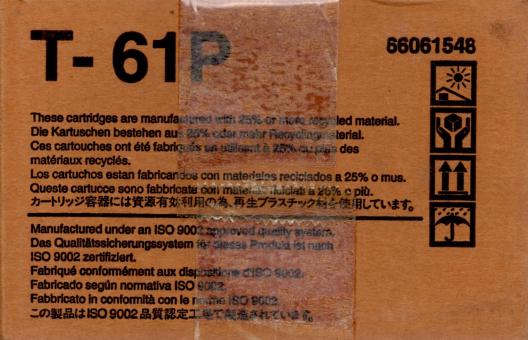 T- 61P
66061548
These cartridges are manufactured with 25% or more recycled material.
Die Kartuschen bestehen aus 25% oder mehr Recyclingmaterial.
Ces cartouches ont été fabriqués en utilisant à 25% ou plus des
matériaux recyclés.
Los cartuchos estan fabricandos con materiales reciclados a 25% o mus.
Queste cartucce sono fabbricate con materiali riciclati a 25% o più.
カートリッジ容器には資源有効利用の為、再生プラスチック材を使用しています。
Manufactured under an ISO 9002 approved quality system.
Das Qualitätssicherungssystem für dieses Produkt ist nach
ISO 9002 zertifiziert.
Fabriqué conformément aux dispositions d'ISO 9002.
Fabricado según normativa ISO 9002.
Fabbricato in conformità con le norme ISO 9002.
この製品はISO 9002 品質認定工場で製造されています。